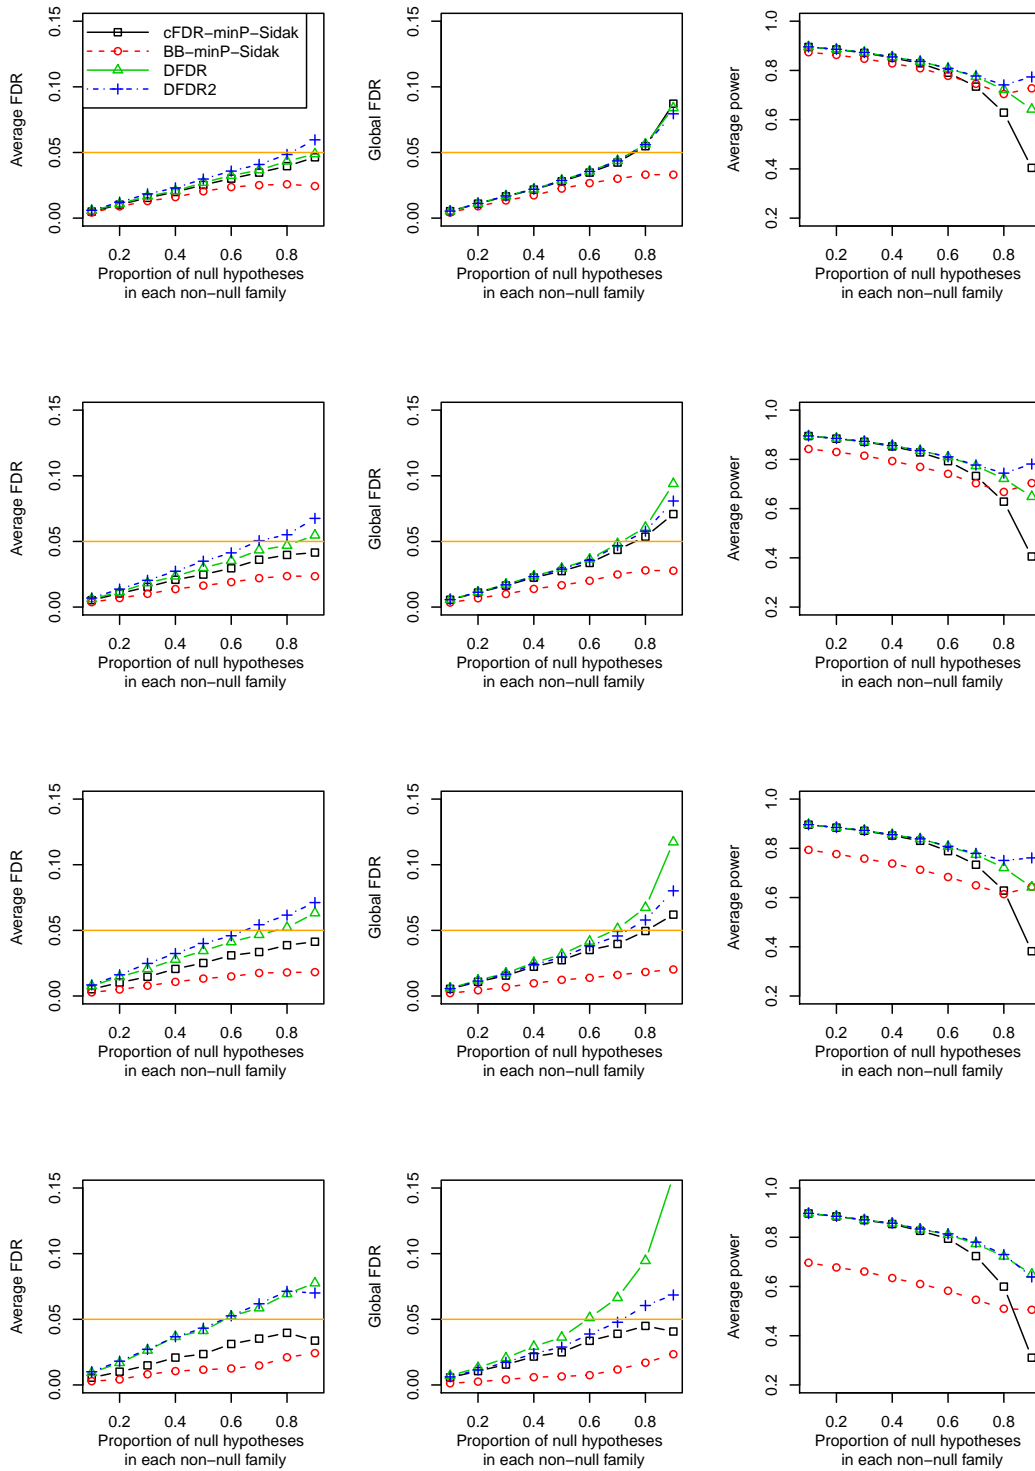 Average FDR
0.00 0.05 0.10 0.15
cFDR−minP−Sidak
BB−minP−Sidak
DFDR
DFDR2
0.2 0.4 0.6 0.8
Proportion of null hypotheses
in each non−null family
Global FDR
0.00 0.05 0.10 0.15
0.2 0.4 0.6 0.8
Proportion of null hypotheses
in each non−null family
Average power
0.2 0.4 0.6 0.8 1.0
0.2 0.4 0.6 0.8
Proportion of null hypotheses
in each non−null family
Average FDR
0.00 0.05 0.10 0.15
0.2 0.4 0.6 0.8
Proportion of null hypotheses
in each non−null family
Global FDR
0.00 0.05 0.10 0.15
0.2 0.4 0.6 0.8
Proportion of null hypotheses
in each non−null family
Average power
0.2 0.4 0.6 0.8 1.0
0.2 0.4 0.6 0.8
Proportion of null hypotheses
in each non−null family
Average FDR
0.00 0.05 0.10 0.15
0.2 0.4 0.6 0.8
Proportion of null hypotheses
in each non−null family
Global FDR
0.00 0.05 0.10 0.15
0.2 0.4 0.6 0.8
Proportion of null hypotheses
in each non−null family
Average power
0.2 0.4 0.6 0.8 1.0
0.2 0.4 0.6 0.8
Proportion of null hypotheses
in each non−null family
Average FDR
0.00 0.05 0.10 0.15
0.2 0.4 0.6 0.8
Proportion of null hypotheses
in each non−null family
Global FDR
0.00 0.05 0.10 0.15
0.2 0.4 0.6 0.8
Proportion of null hypotheses
in each non−null family
Average power
0.2 0.4 0.6 0.8 1.0
0.2 0.4 0.6 0.8
Proportion of null hypotheses
in each non−null family